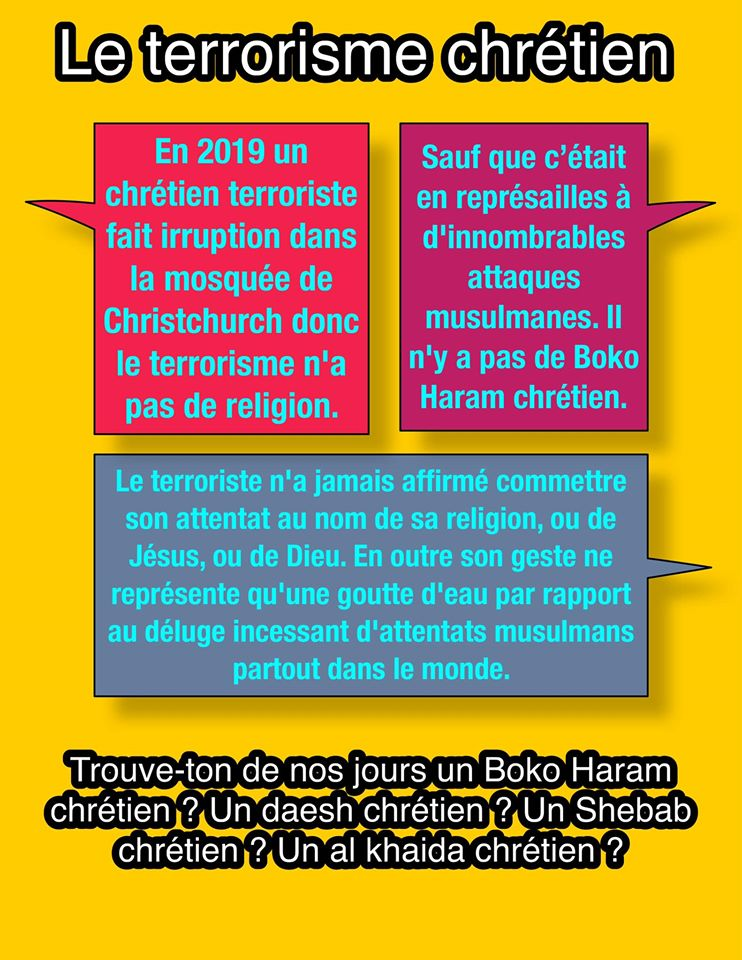 Le terrorisme chrétien
En 2019 un
chrétien terroriste
fait irruption dans
la mosquée de
Christchurch donc
le terrorisme n'a
pas de religion.
Sauf que c’était
en représailles à
d'innombrables
attaques
musulmanes. Il
n'y a pas de Boko
Haram chrétien.
Le terroriste n'a jamais affirmé commettre
son attentat au nom de sa religion, ou de
Jésus, ou de Dieu. En outre son geste ne
représente qu'une goutte d'eau par rapport
au déluge incessant d'attentats musulmans
partout dans le monde.
Trouve-ton de nos jours un Boko Haram
chrétien ? Un daesh chrétien ? Un Shebab
chrétien ? Un al khaida chrétien ?